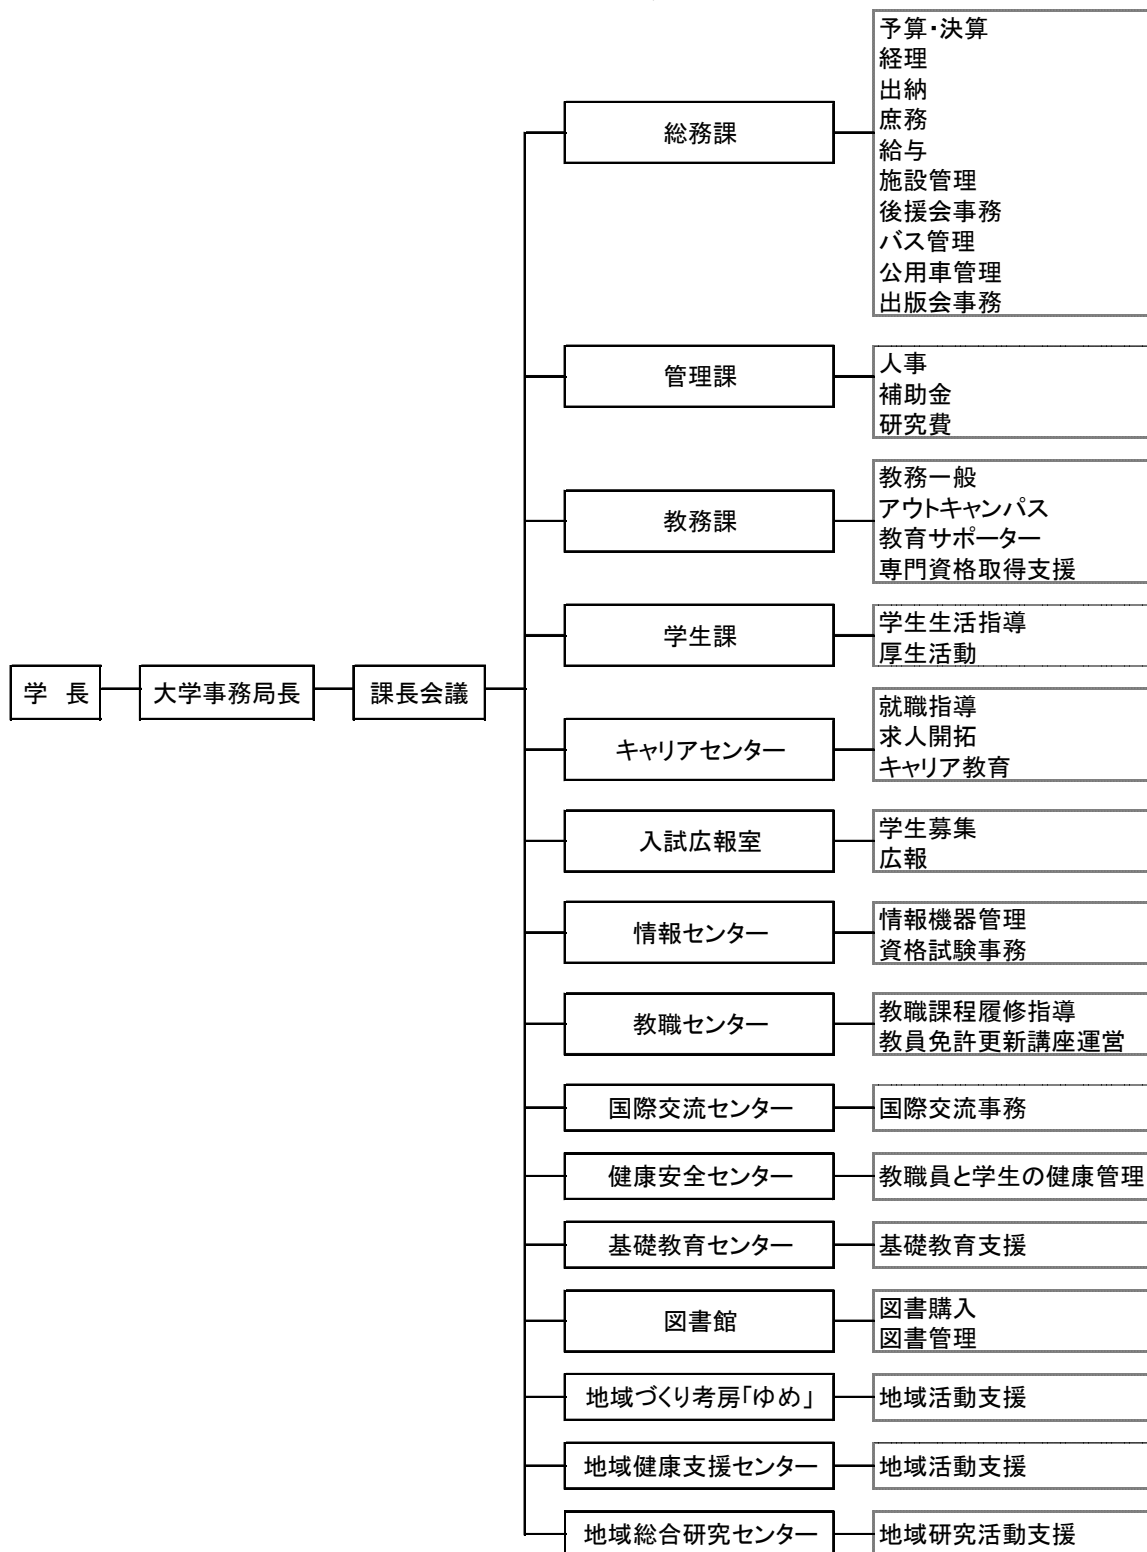 学 長
大学事務局長
課長会議
総務課
予算・決算
経理
出納
庶務
給与
施設管理
後援会事務
バス管理
公用車管理
出版会事務
管理課
人事
補助金
研究費
教務課
教務一般
アウトキャンパス
教育サポーター
専門資格取得支援
学生課
学生生活指導
厚生活動
キャリアセンター
就職指導
求人開拓
キャリア教育
入試広報室
学生募集
広報
情報センター
情報機器管理
資格試験事務
教職センター
教職課程履修指導
教員免許更新講座運営
国際交流センター
国際交流事務
健康安全センター
教職員と学生の健康管理
基礎教育センター
基礎教育支援
図書館
図書購入
図書管理
地域づくり考房「ゆめ」
地域活動支援
地域健康支援センター
地域活動支援
地域総合研究センター
地域研究活動支援